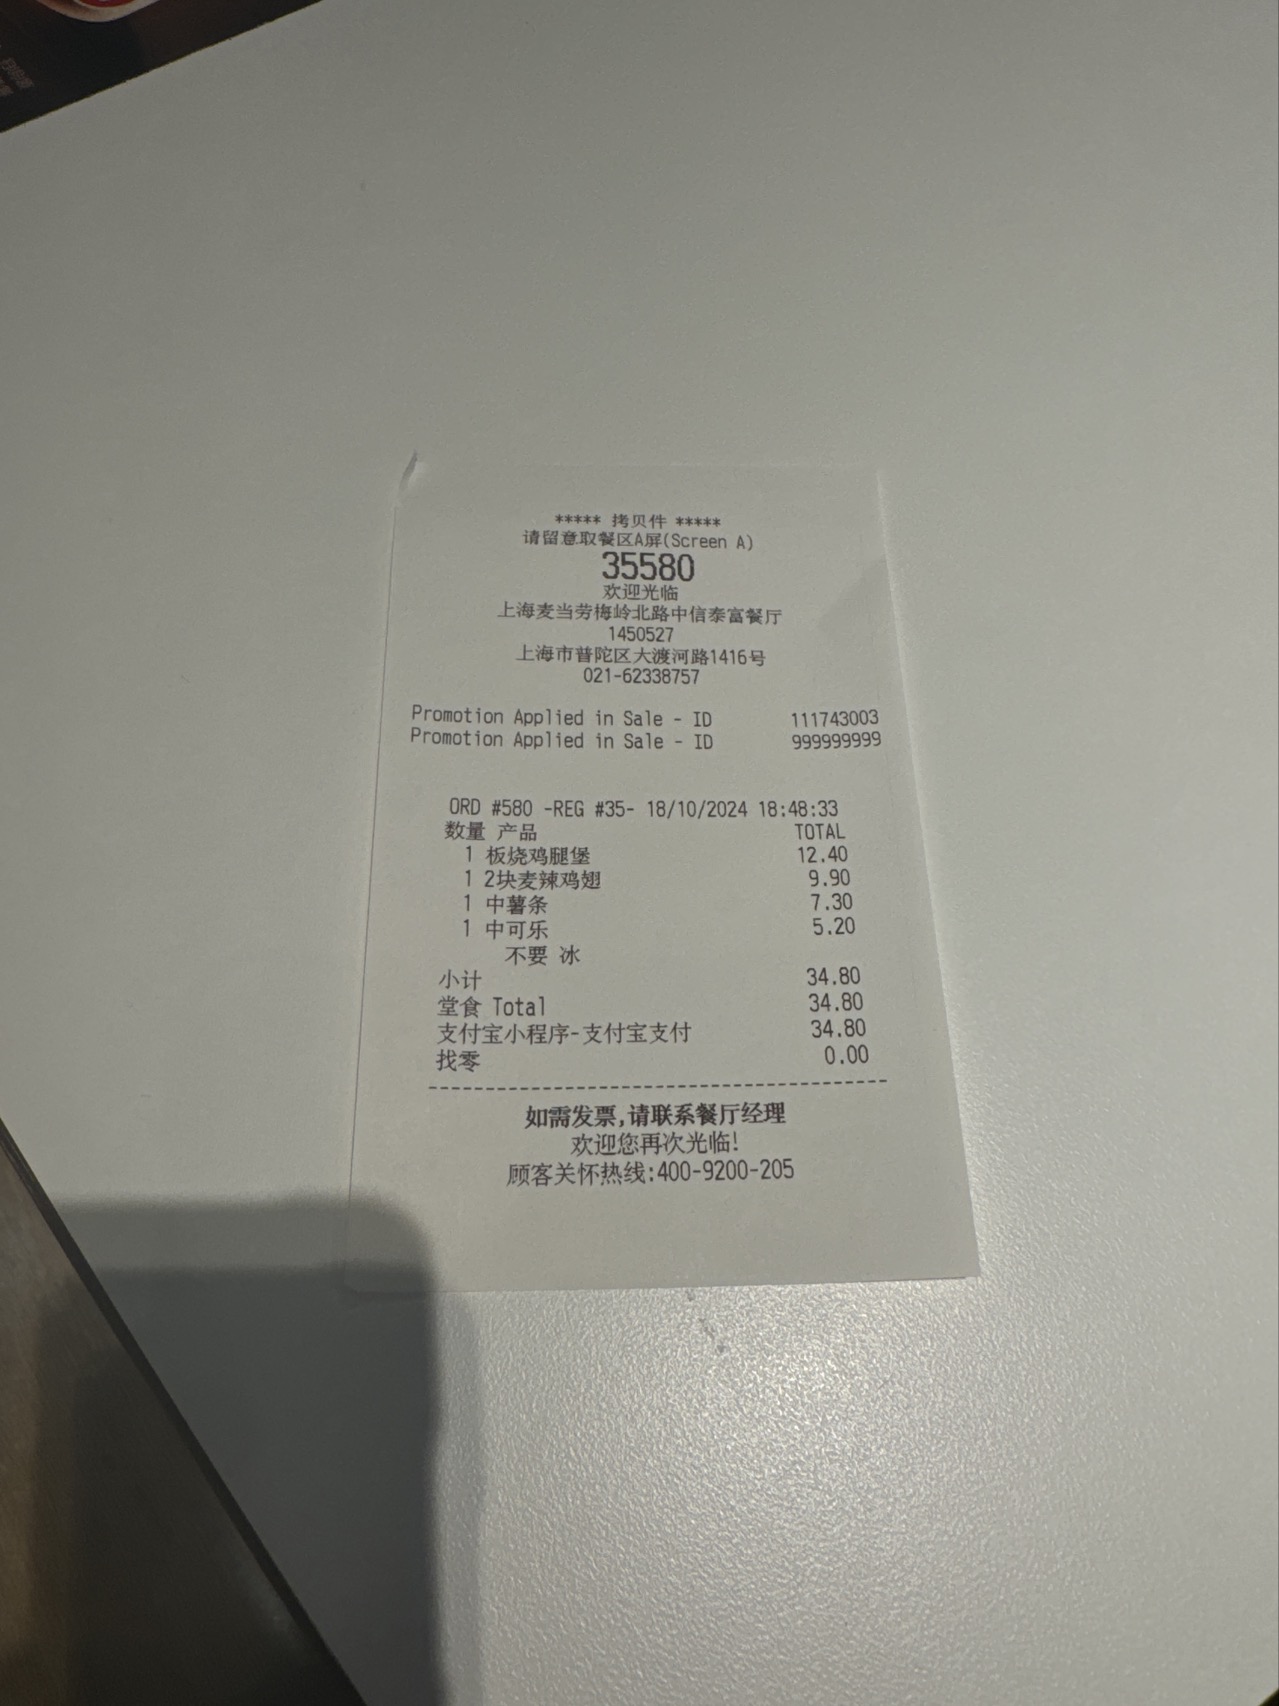 ***** 拷贝件 *****
请留意取餐区A屏(Screen A)
35580
欢迎光临
上海麦当劳梅岭北路中信泰富餐厅
1450527
上海市普陀区大渡河路1416号
021-62338757
Promotion Applied in Sale - ID 111743003
Promotion Applied in Sale - ID 999999999
ORD #580 -REG #35- 18/10/2024 18:48:33
数量 产品 TOTAL
1 板烧鸡腿堡 12.40
1 2块麦辣鸡翅 9.90
1 中薯条 7.30
1 中可乐 5.20
不要 冰
小计 34.80
堂食 Total 34.80
支付宝小程序-支付宝支付 34.80
找零 0.00
--------------------------------------
如需发票,请联系餐厅经理
欢迎您再次光临!
顾客关怀热线:400-9200-205